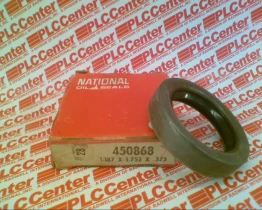 PLCCenter
NATIONAL
OIL SEALS
450868
1.187 X 1.752 X .373